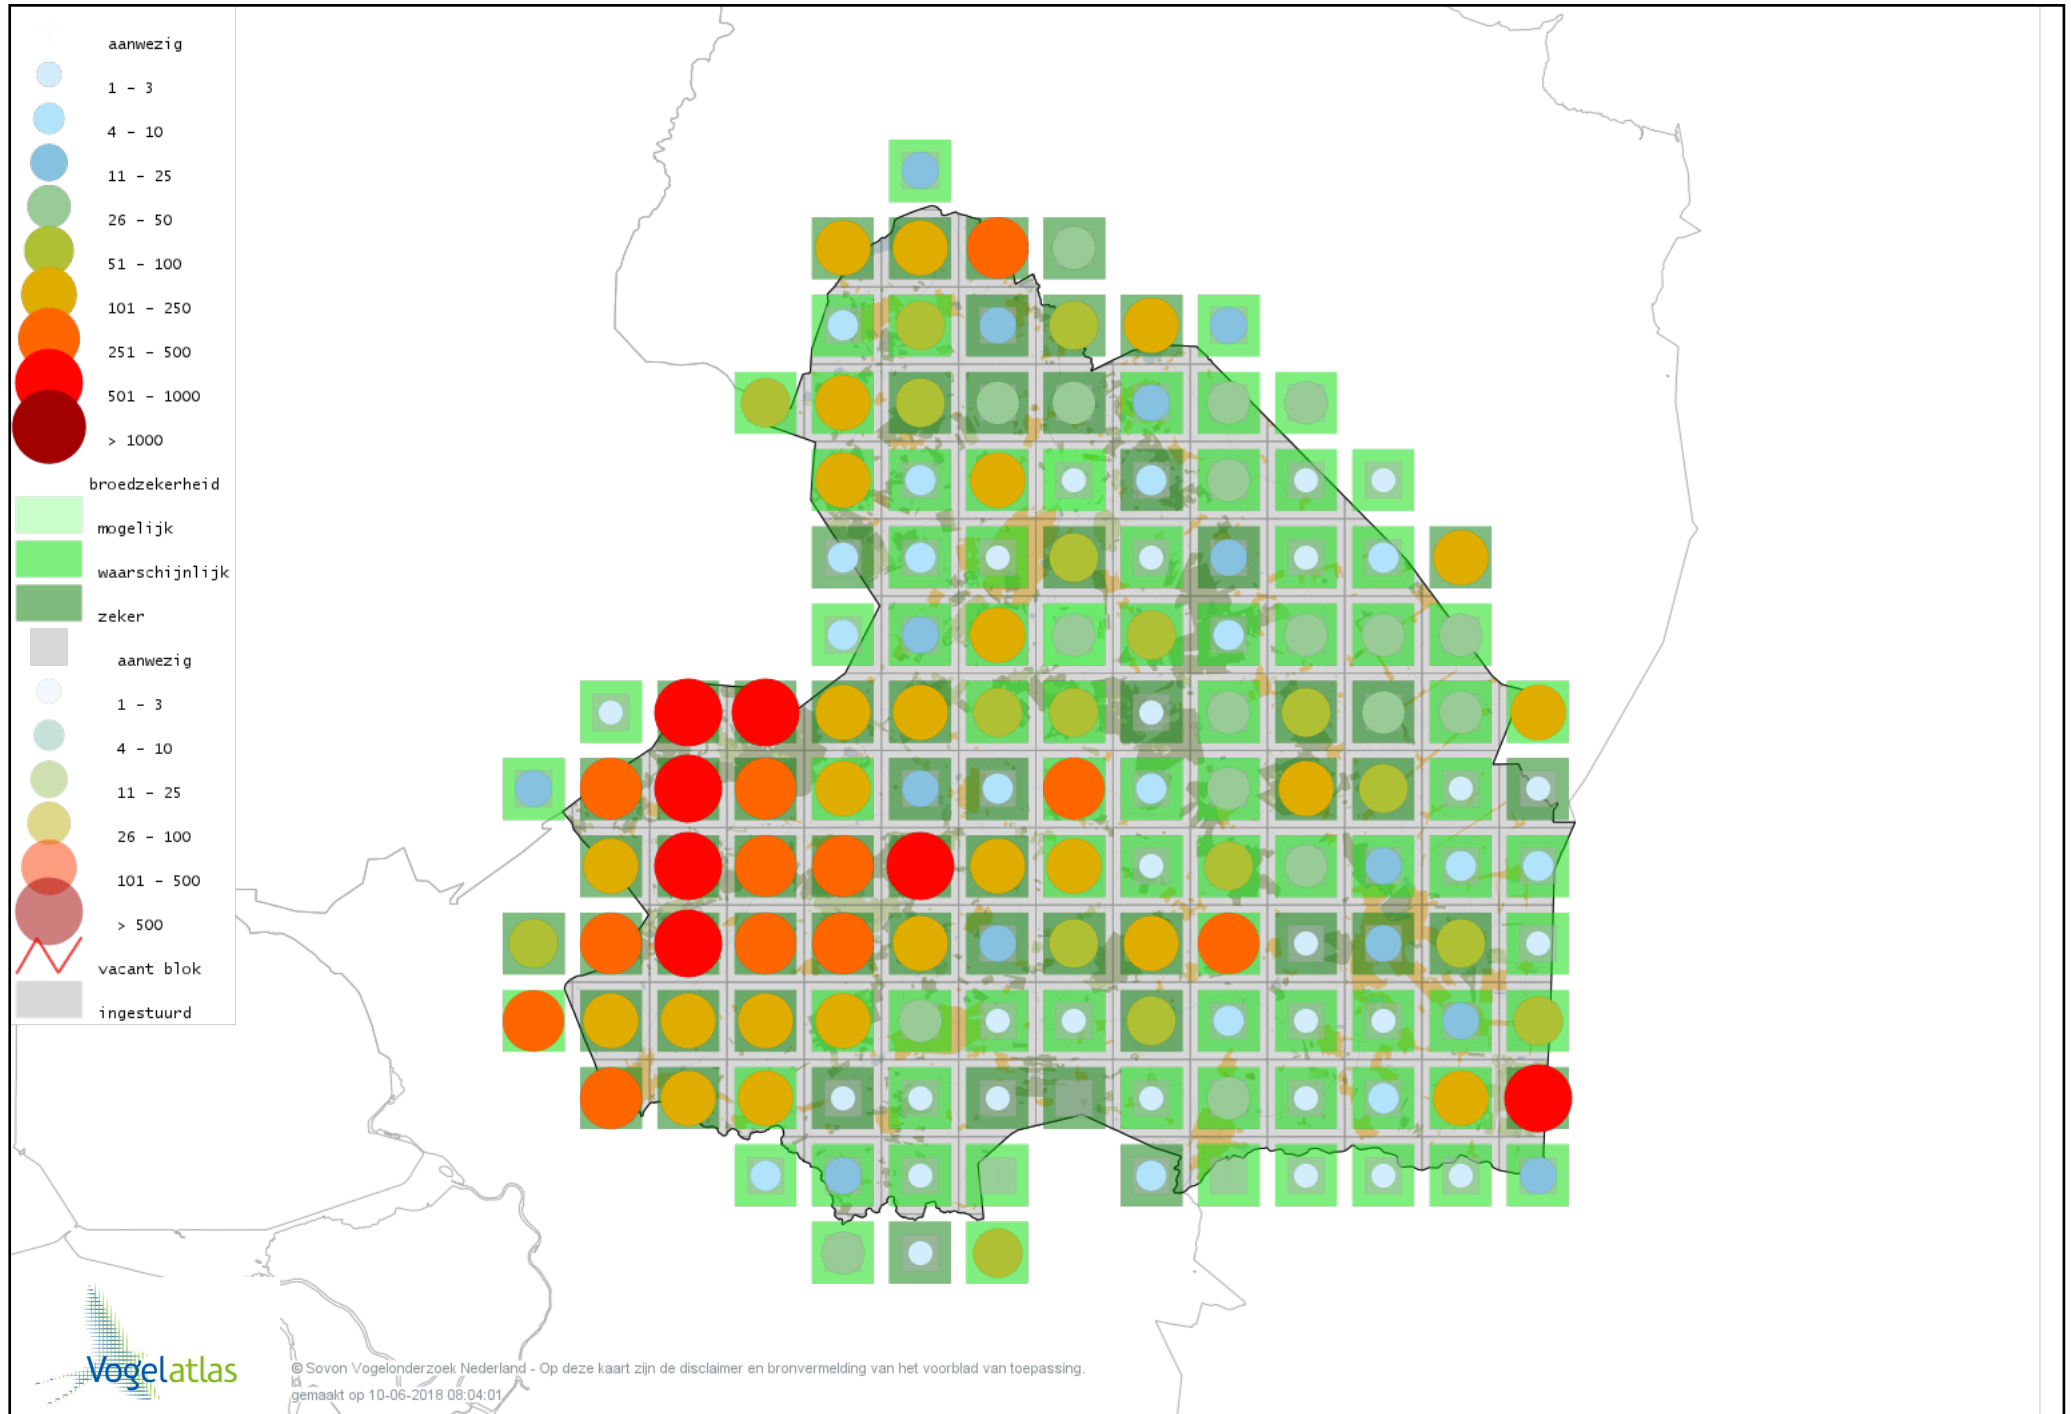 aanwezig
1 - 3
4 - 10
11 - 25
26 - 50
51 - 100
101 - 250
251 - 500
501 - 1000
> 1000
broedzekerheid
mogelijk
waarschijnlijk
zeker
aanwezig
1 - 3
4 - 10
11 - 25
26 - 100
101 - 500
> 500
vacant blok
ingestuurd
Vogelatlas
© Sovon Vogelonderzoek Nederland - Op deze kaart zijn de disclaimer en bronvermelding van het voorblad van toepassing.
gemaakt op 10-06-2018 08:04:01